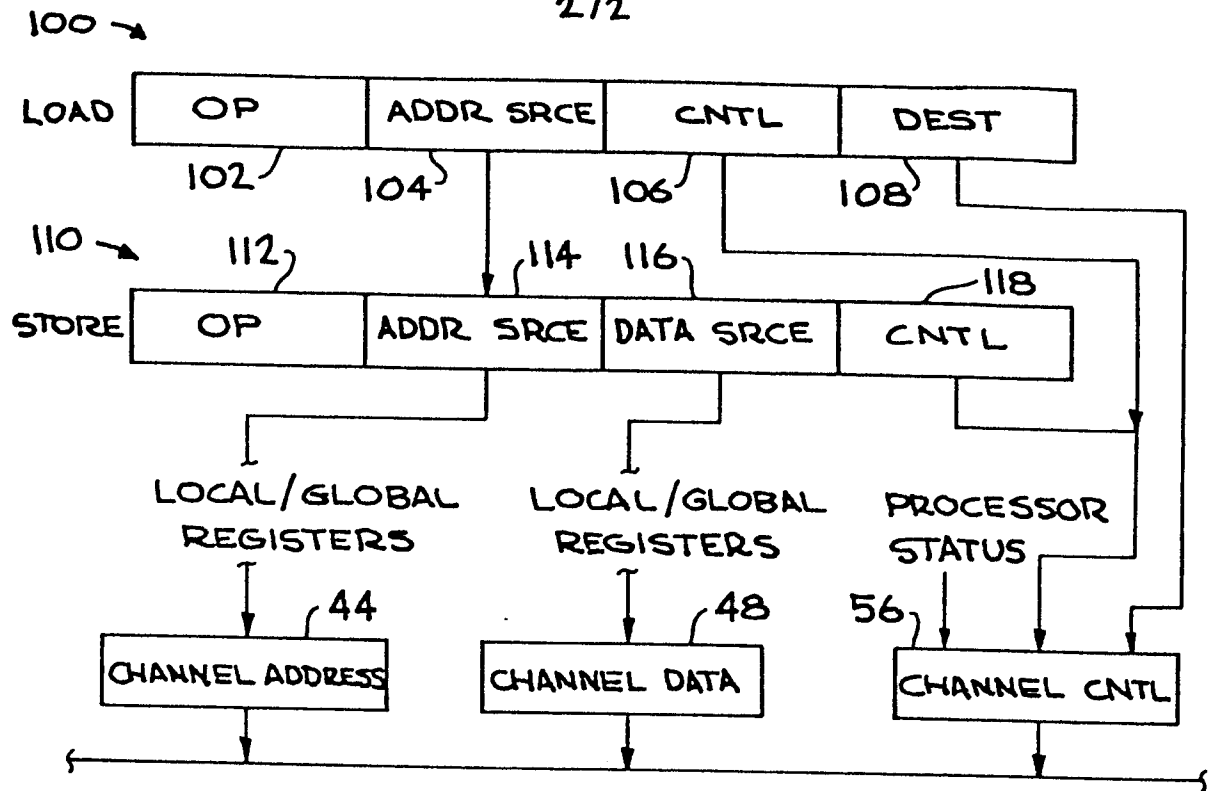 2/2
100
LOAD OP ADDR SRCE CNTL DEST
102 104 106 108
110 112 114 116 118
STORE OP ADDR SRCE DATA SRCE CNTL
LOCAL/GLOBAL REGISTERS
LOCAL/GLOBAL REGISTERS
PROCESSOR STATUS
44 48 56
CHANNEL ADDRESS CHANNEL DATA CHANNEL CNTL